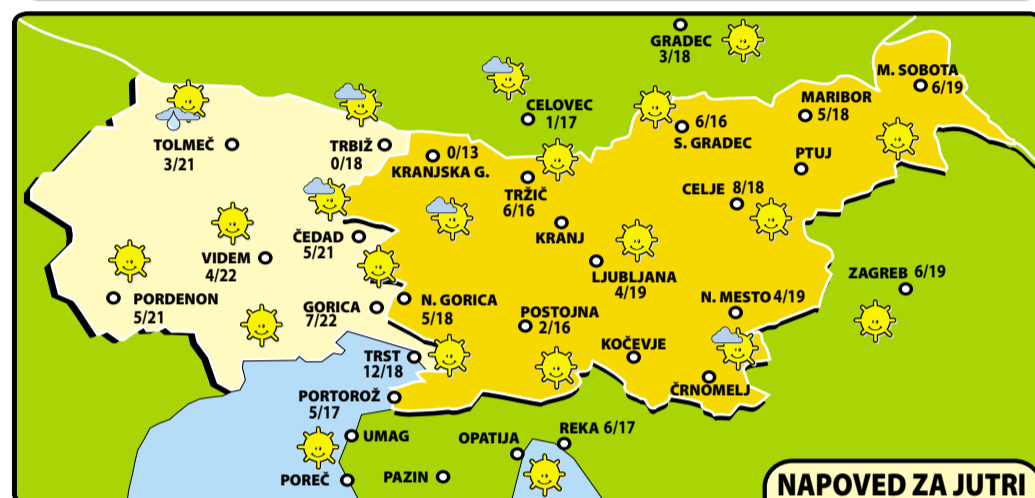 GRADEC
3/18
M. SOBOTA
6/19
CELOVEC
1/17
MARIBOR
5/18
6/16
S. GRADEC
TOLMEČ
3/21
TRBIŽ
0/18
0/13
KRANJSKA G.
PTUJ
TRŽIČ
6/16
CELJE 8/18
KRANJ
ČEDAD
5/21
VIDEM
4/22
LJUBLJANA
4/19
ZAGREB 6/19
PORDENON
5/21
GORICA
7/22
N. GORICA
5/18
POSTOJNA
2/16
N. MESTO 4/19
KOČEVJE
TRST
12/18
ČRNOMELJ
PORTOROŽ
5/17
UMAG
OPATIJA
REKA 6/17
POREČ
PAZIN
NAPOVED ZA JUTRI